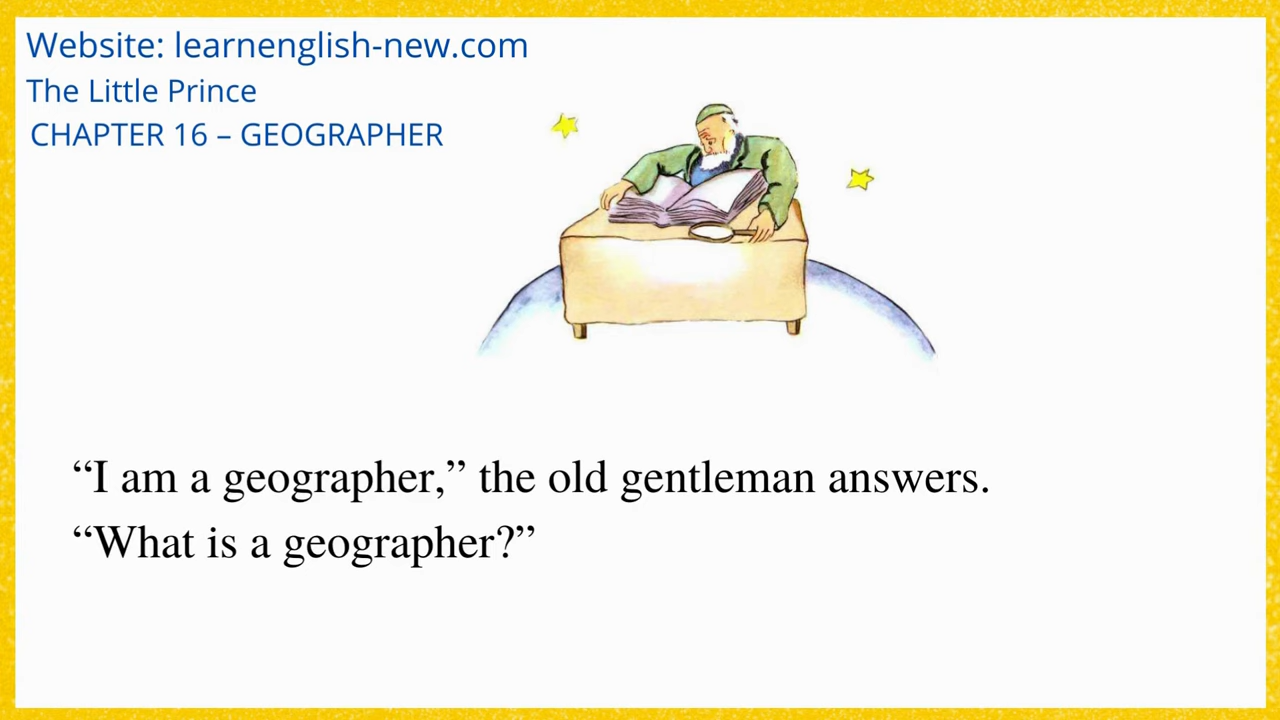 Website: learnenglish-new.com
The Little Prince
CHAPTER 16 – GEOGRAPHER
“I am a geographer,” the old gentleman answers.
“What is a geographer?”